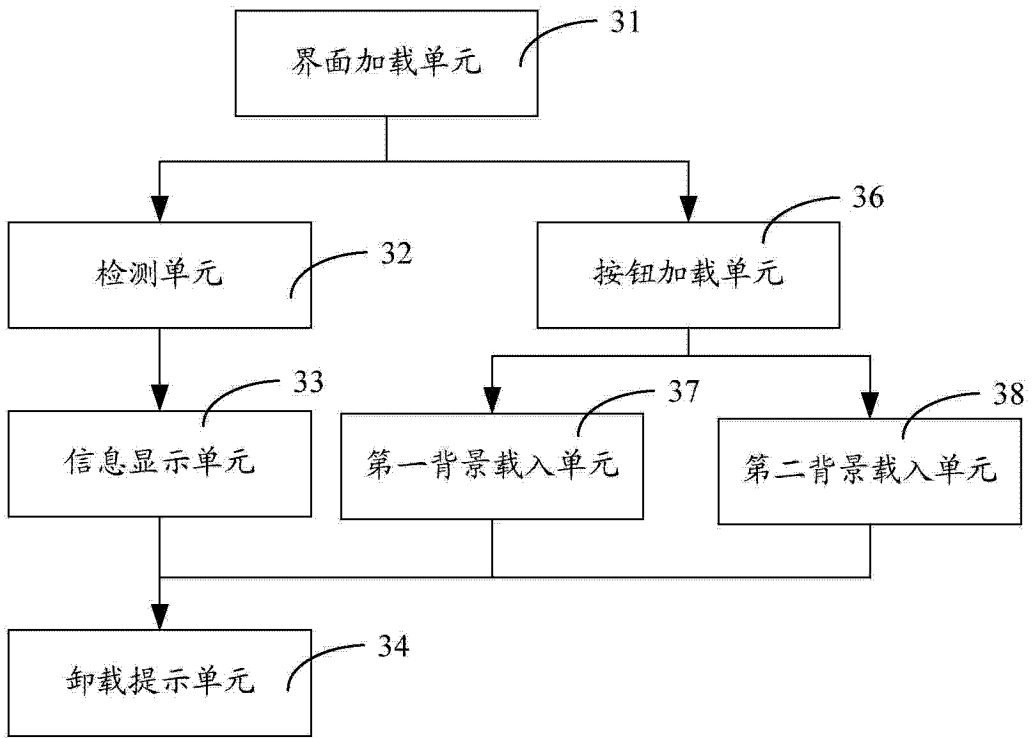 31
界面加载单元
36
32
检测单元
按钮加载单元
33
37
38
信息显示单元
第一背景载入单元
第二背景载入单元
34
卸载提示单元